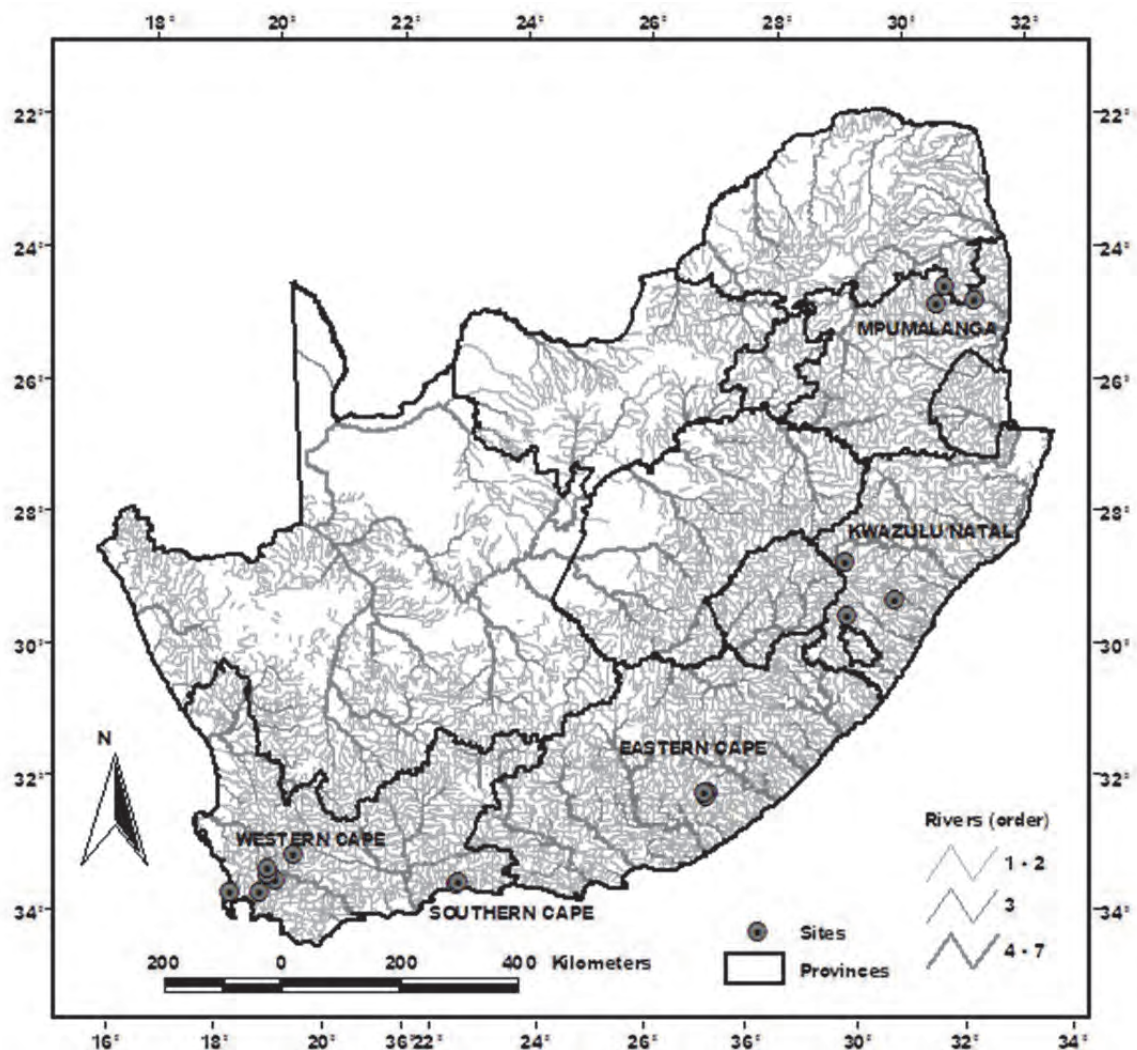 18° 20° 22° 24° 26° 28° 30° 32°
22° 22°
24° 24°
MPUMALANGA
26° 26°
28° 28°
KWAZULU NATAL
30° 30°
N
EASTERN CAPE
32° 32°
Rivers (order)
WESTERN CAPE
1 - 2
3
34° 34°
SOUTHERN CAPE
Sites
4 - 7
200 0 200 400 Kilometers
Provinces
16° 18° 20° 36° 22° 24° 26° 28° 30° 32° 34°